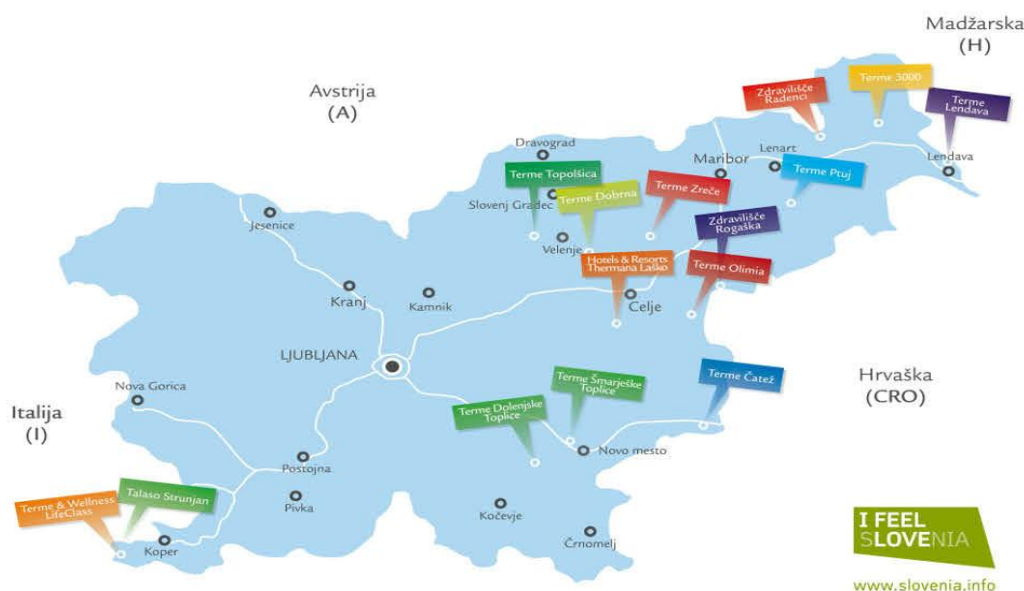 Madžarska
(H)
Avstrija
(A)
Zdravilišče
Radenci
Terme 3000
Terme
Lendava
Dravograd
Maribor
Lenart
Lendava
Terme Topolšica
Terme Ptuj
Slovenj Gradec
Terme Dobrna
Terme Zreče
Jesenice
Zdravilišče
Rogaška
Velenje
Hotels & Resorts
Thermana Laško
Terme Olimia
Kranj
Kamnik
Celje
LJUBLJANA
Nova Gorica
Terme Šmarješke
Toplice
Terme Čatež
Hrvaška
(CRO)
Italija
(I)
Terme Dolenjske
Toplice
Novo mesto
Postojna
Pivka
Terme & Wellness
LifeClass
Talaso Strunjan
Kočevje
Koper
Črnomelj
I FEEL
SLOVENIA
www.slovenia.info